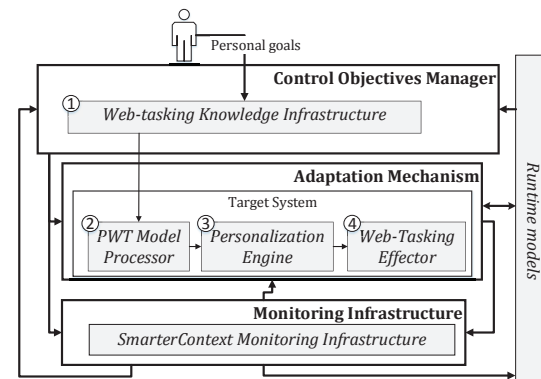 Personal goals
Control Objectives Manager
1
Web-tasking Knowledge Infrastructure
Adaptation Mechanism
Target System
2
PWT Model
Processor
3
Personalization
Engine
4
Web-Tasking
Effector
Monitoring Infrastructure
SmarterContext Monitoring Infrastructure
Runtime models